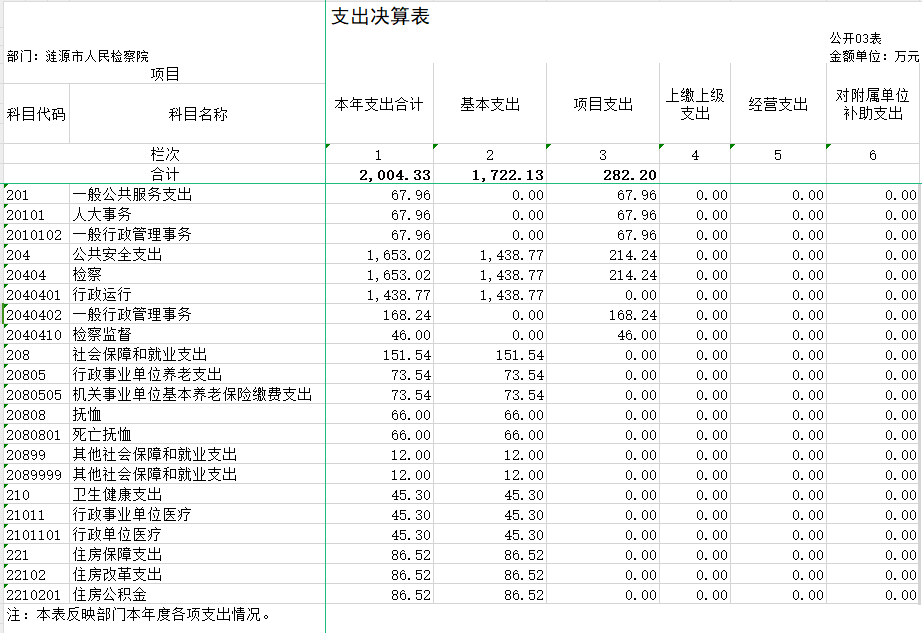 支出决算表
公开03表
部门：涟源市人民检察院 金额单位：万元
项目 本年支出合计 基本支出 项目支出 上缴上级支出 经营支出 对附属单位补助支出
科目代码 科目名称
栏次 1 2 3 4 5 6
合计 2,004.33 1,722.13 282.20
201 一般公共服务支出 67.96 0.00 67.96 0.00 0.00 0.00
20101 人大事务 67.96 0.00 67.96 0.00 0.00 0.00
2010102 一般行政管理事务 67.96 0.00 67.96 0.00 0.00 0.00
204 公共安全支出 1,653.02 1,438.77 214.24 0.00 0.00 0.00
20404 检察 1,653.02 1,438.77 214.24 0.00 0.00 0.00
2040401 行政运行 1,438.77 1,438.77 0.00 0.00 0.00 0.00
2040402 一般行政管理事务 168.24 0.00 168.24 0.00 0.00 0.00
2040410 检察监督 46.00 0.00 46.00 0.00 0.00 0.00
208 社会保障和就业支出 151.54 151.54 0.00 0.00 0.00 0.00
20805 行政事业单位养老支出 73.54 73.54 0.00 0.00 0.00 0.00
2080505 机关事业单位基本养老保险缴费支出 73.54 73.54 0.00 0.00 0.00 0.00
20808 抚恤 66.00 66.00 0.00 0.00 0.00 0.00
2080801 死亡抚恤 66.00 66.00 0.00 0.00 0.00 0.00
20899 其他社会保障和就业支出 12.00 12.00 0.00 0.00 0.00 0.00
2089999 其他社会保障和就业支出 12.00 12.00 0.00 0.00 0.00 0.00
210 卫生健康支出 45.30 45.30 0.00 0.00 0.00 0.00
21011 行政事业单位医疗 45.30 45.30 0.00 0.00 0.00 0.00
2101101 行政单位医疗 45.30 45.30 0.00 0.00 0.00 0.00
221 住房保障支出 86.52 86.52 0.00 0.00 0.00 0.00
22102 住房改革支出 86.52 86.52 0.00 0.00 0.00 0.00
2210201 住房公积金 86.52 86.52 0.00 0.00 0.00 0.00
注：本表反映部门本年度各项支出情况。